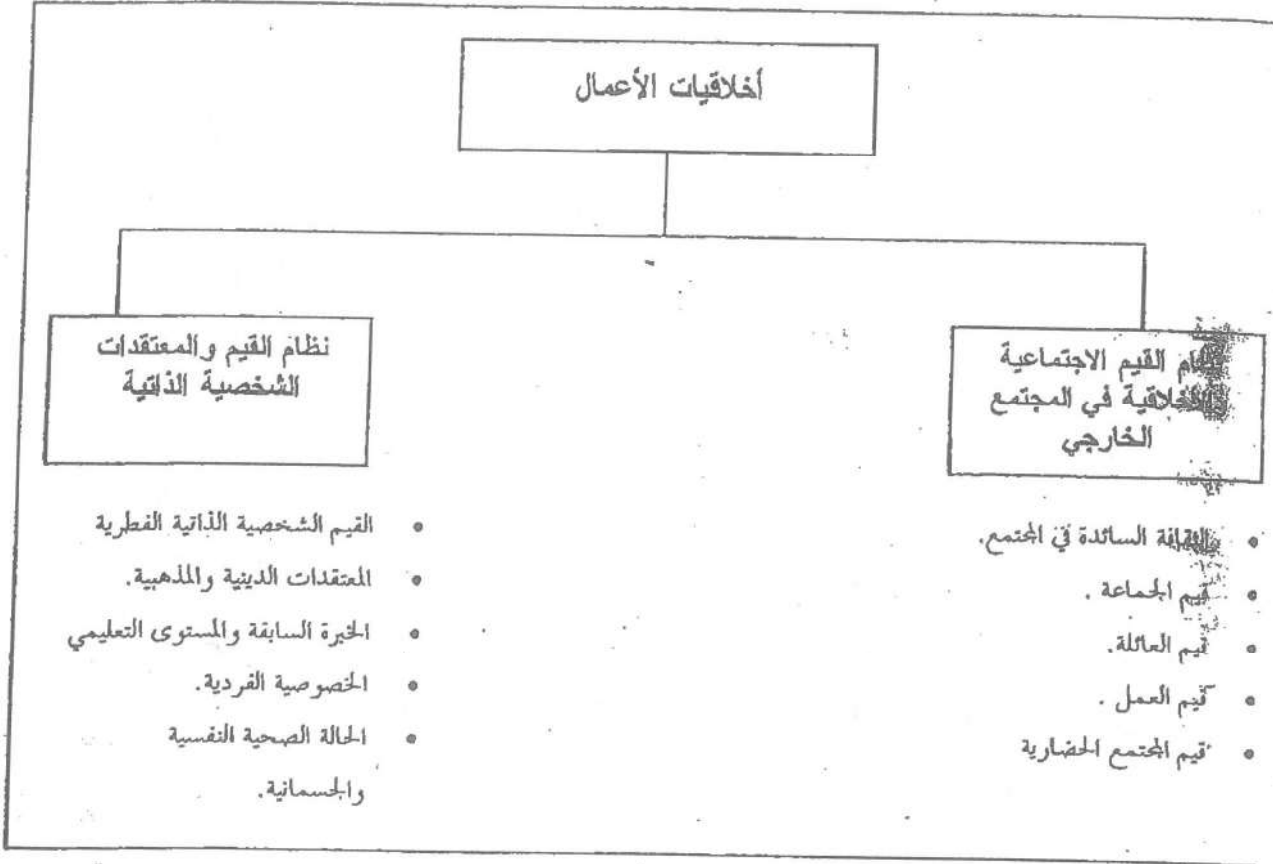 أخلاقيات الأعمال
نظام القيم الاجتماعية
والأخلاقية في المجتمع
الخارجي
الثقافة السائدة في المجتمع.
قيم الجماعة .
قيم العائلة.
قيم العمل .
قيم المجتمع الحضارية
نظام القيم والمعتقدات
الشخصية الذاتية
القيم الشخصية الذاتية الفطرية
المعتقدات الدينية والمذهبية.
الخبرة السابقة والمستوى التعليمي
الخصوصية الفردية.
الحالة الصحية النفسية
والجسمانية.